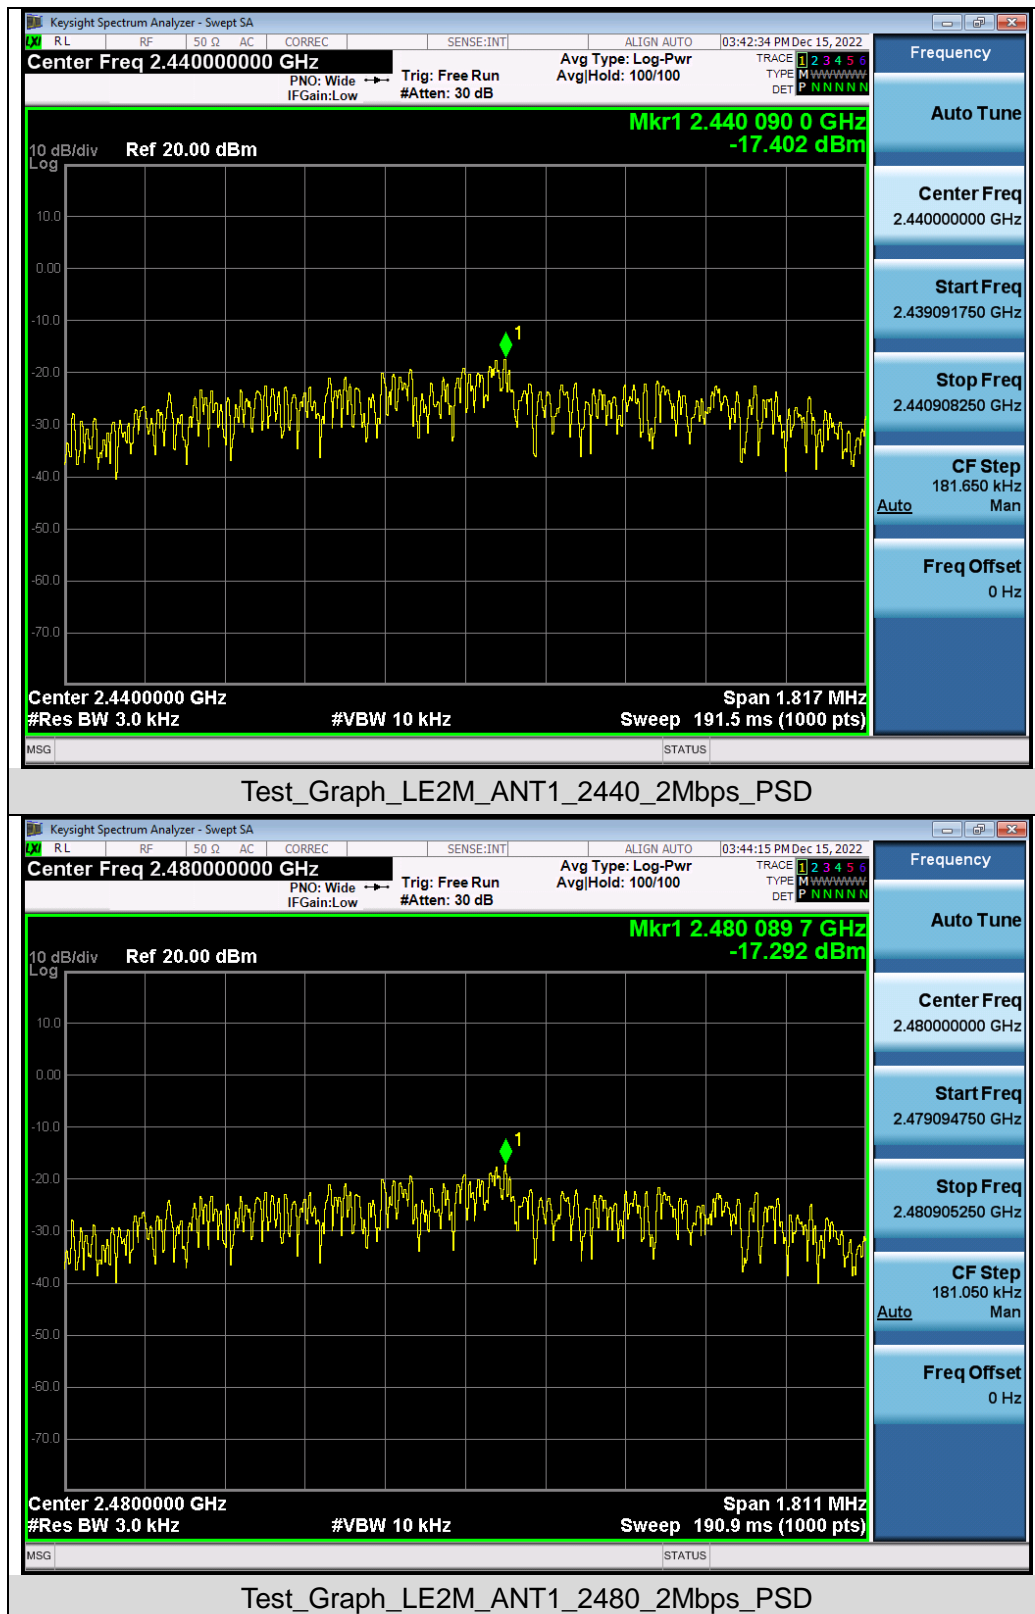 Keysight Spectrum Analyzer - Swept SA
LXI RL RF 50 Ω AC CORREC SENSE:INT ALIGN AUTO 03:42:34 PM Dec 15, 2022
Center Freq 2.440000000 GHz
PNO: Wide
IFGain:Low
Trig: Free Run
#Atten: 30 dB
Avg Type: Log-Pwr
Avg|Hold: 100/100
TRACE 1 2 3 4 5 6
TYPE M WWWWW
DET P N N N N N
Mkr1 2.440 090 0 GHz
-17.402 dBm
10 dB/div Ref 20.00 dBm
Log
10.0
0.00
-10.0
1
-20.0
-30.0
-40.0
-50.0
-60.0
-70.0
Center 2.4400000 GHz Span 1.817 MHz
#Res BW 3.0 kHz #VBW 10 kHz Sweep 191.5 ms (1000 pts)
MSG STATUS
Frequency
Auto Tune
Center Freq
2.440000000 GHz
Start Freq
2.439091750 GHz
Stop Freq
2.440908250 GHz
CF Step
181.650 kHz
Auto Man
Freq Offset
0 Hz
Test_Graph_LE2M_ANT1_2440_2Mbps_PSD
Keysight Spectrum Analyzer - Swept SA
LXI RL RF 50 Ω AC CORREC SENSE:INT ALIGN AUTO 03:44:15 PM Dec 15, 2022
Center Freq 2.480000000 GHz
PNO: Wide
IFGain:Low
Trig: Free Run
#Atten: 30 dB
Avg Type: Log-Pwr
Avg|Hold: 100/100
TRACE 1 2 3 4 5 6
TYPE M WWWWW
DET P N N N N N
Mkr1 2.480 089 7 GHz
-17.292 dBm
10 dB/div Ref 20.00 dBm
Log
10.0
0.00
-10.0
1
-20.0
-30.0
-40.0
-50.0
-60.0
-70.0
Center 2.4800000 GHz Span 1.811 MHz
#Res BW 3.0 kHz #VBW 10 kHz Sweep 190.9 ms (1000 pts)
MSG STATUS
Frequency
Auto Tune
Center Freq
2.480000000 GHz
Start Freq
2.479094750 GHz
Stop Freq
2.480905250 GHz
CF Step
181.050 kHz
Auto Man
Freq Offset
0 Hz
Test_Graph_LE2M_ANT1_2480_2Mbps_PSD